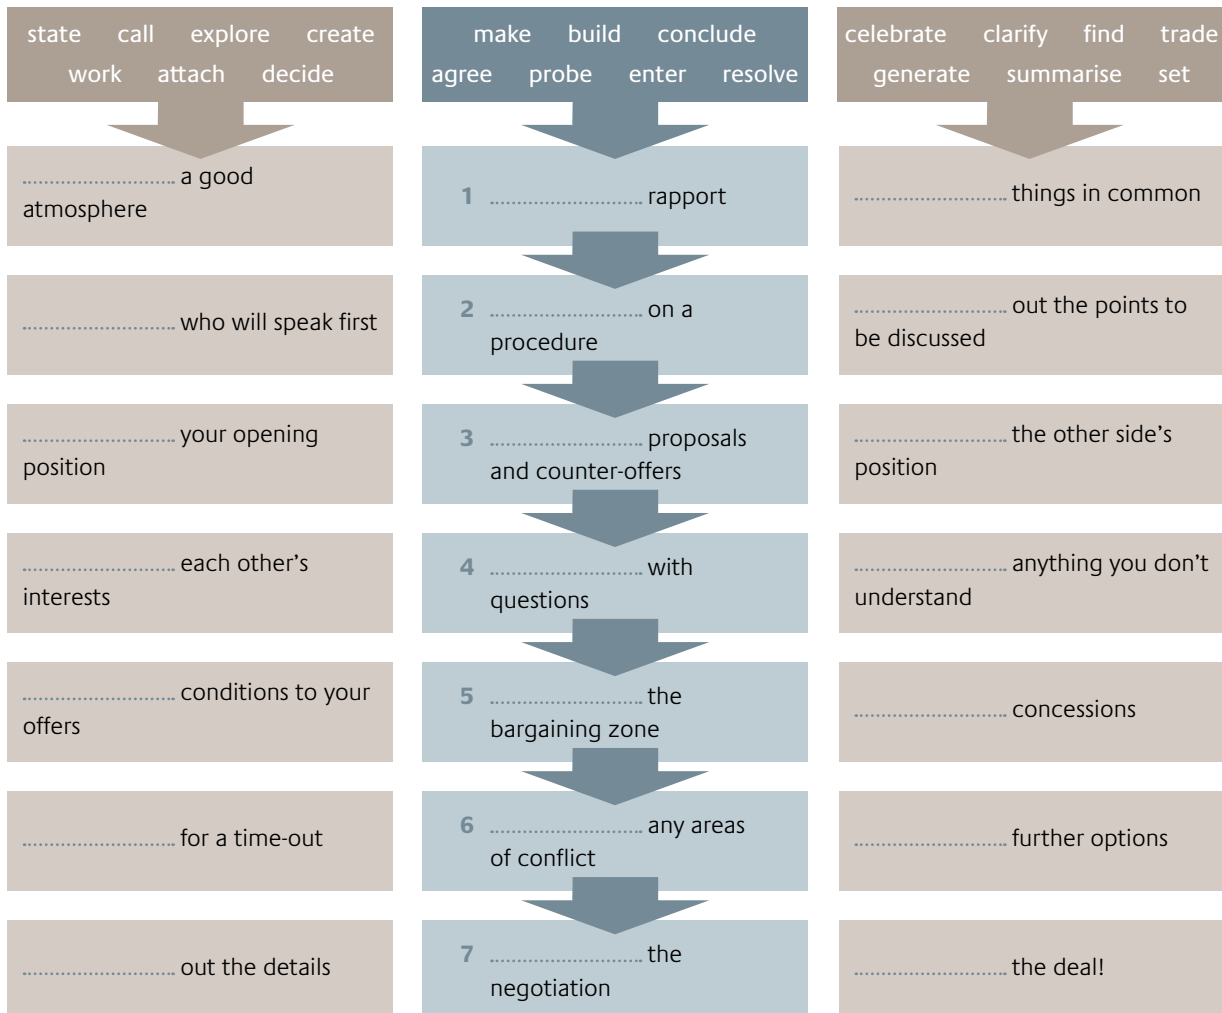 state call explore create
work attach decide
make build conclude
agree probe enter resolve
celebrate clarify find trade
generate summarise set
........................ a good
atmosphere
1 ........................ rapport
........................ things in common
........................ who will speak first
2 ........................ on a
procedure
........................ out the points to
be discussed
........................ your opening
position
3 ........................ proposals
and counter-offers
........................ the other side’s
position
........................ each other’s
interests
4 ........................ with
questions
........................ anything you don’t
understand
........................ conditions to your
offers
5 ........................ the
bargaining zone
........................ concessions
........................ for a time-out
6 ........................ any areas
of conflict
........................ further options
........................ out the details
7 ........................ the
negotiation
........................ the deal!